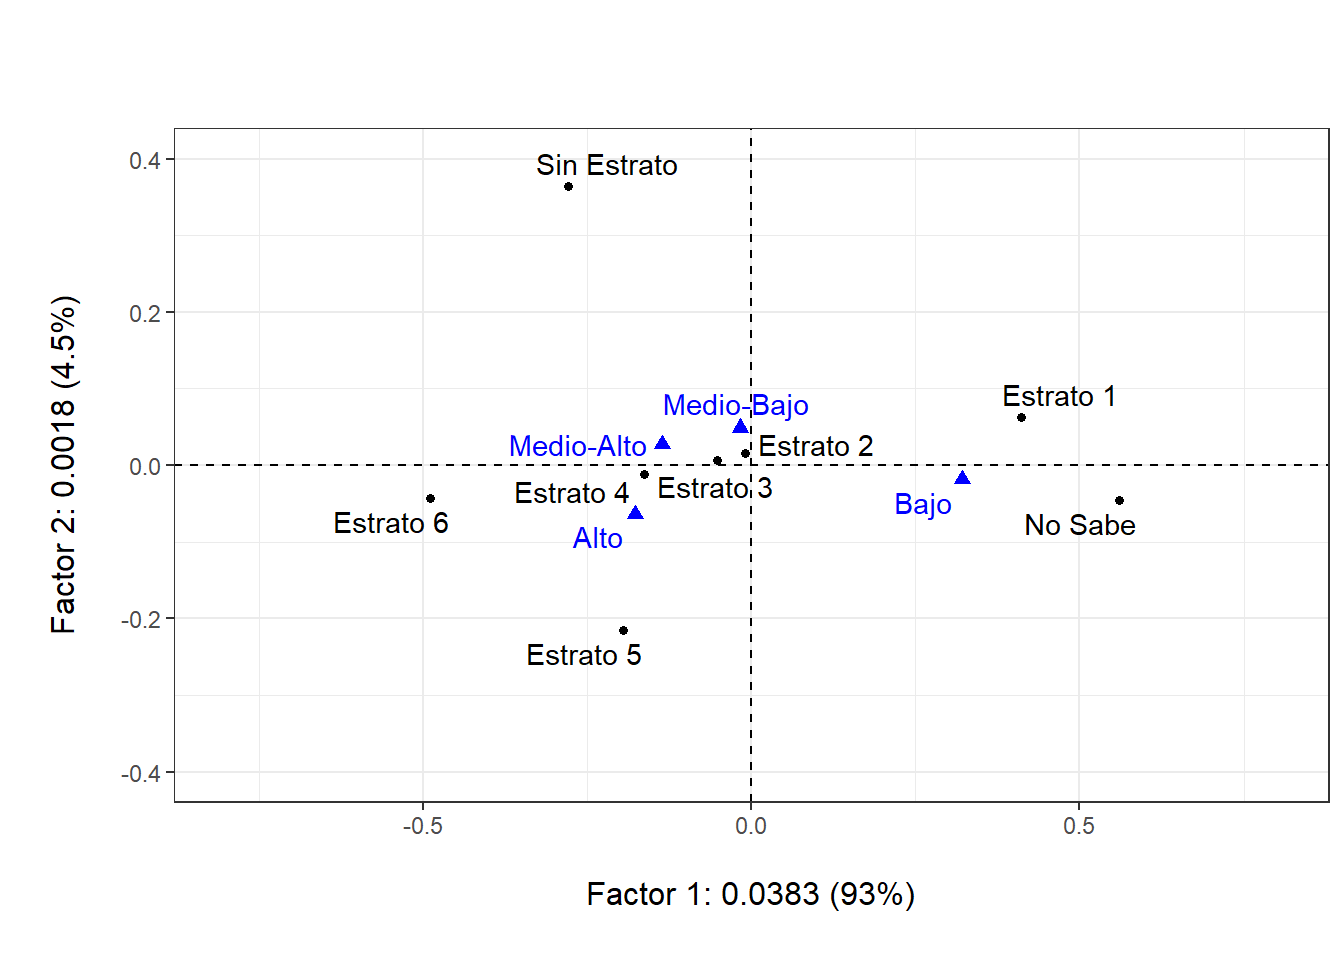 0.4
0.2
0.0
-0.2
-0.4
Factor 2: 0.0018 (4.5%)
Sin Estrato
Estrato 1
Medio-Bajo
Medio-Alto
Estrato 2
Estrato 4
Estrato 3
Bajo
Estrato 6
No Sabe
Alto
Estrato 5
-0.5
0.0
0.5
Factor 1: 0.0383 (93%)